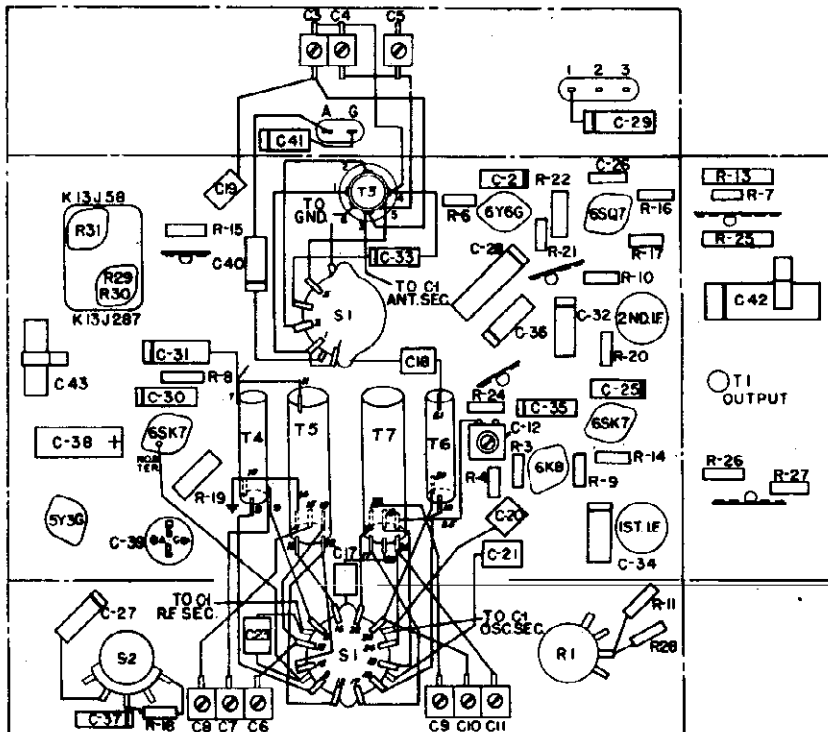 C3 C4 C5
1 2 3
C-29
A G
C41
C19
K13J58
R31
R29
R30
K13J287
R-15
C40
T3
4
5
TO
GND.
C-33
TO C1
ANT. SEC.
S1
C-2
R-22
C-26
R-6
6Y6G
6SQ7
R-16
R-21
R-17
C-28
R-10
C-36
C-32
2ND.IF
R-20
R-13
R-7
R-25
C42
C43
C-31
R-8
C-30
C18
R-24
C-35
C-25
T1
OUTPUT
C-38 +
6SK7
T4
T5
T7
T6
C-12
6SK7
R-3
R-4
6K8
R-9
R-14
R-26
R-27
R-19
5Y3G
C-39
C-20
C-21
C17
1ST.IF
C-34
C-27
TO C1
R.F. SEC.
TO C1
OSC. SEC.
C23
S1
S2
R1
R-11
R28
C-37
R-18
C8 C7 C6
C9 C10 C11